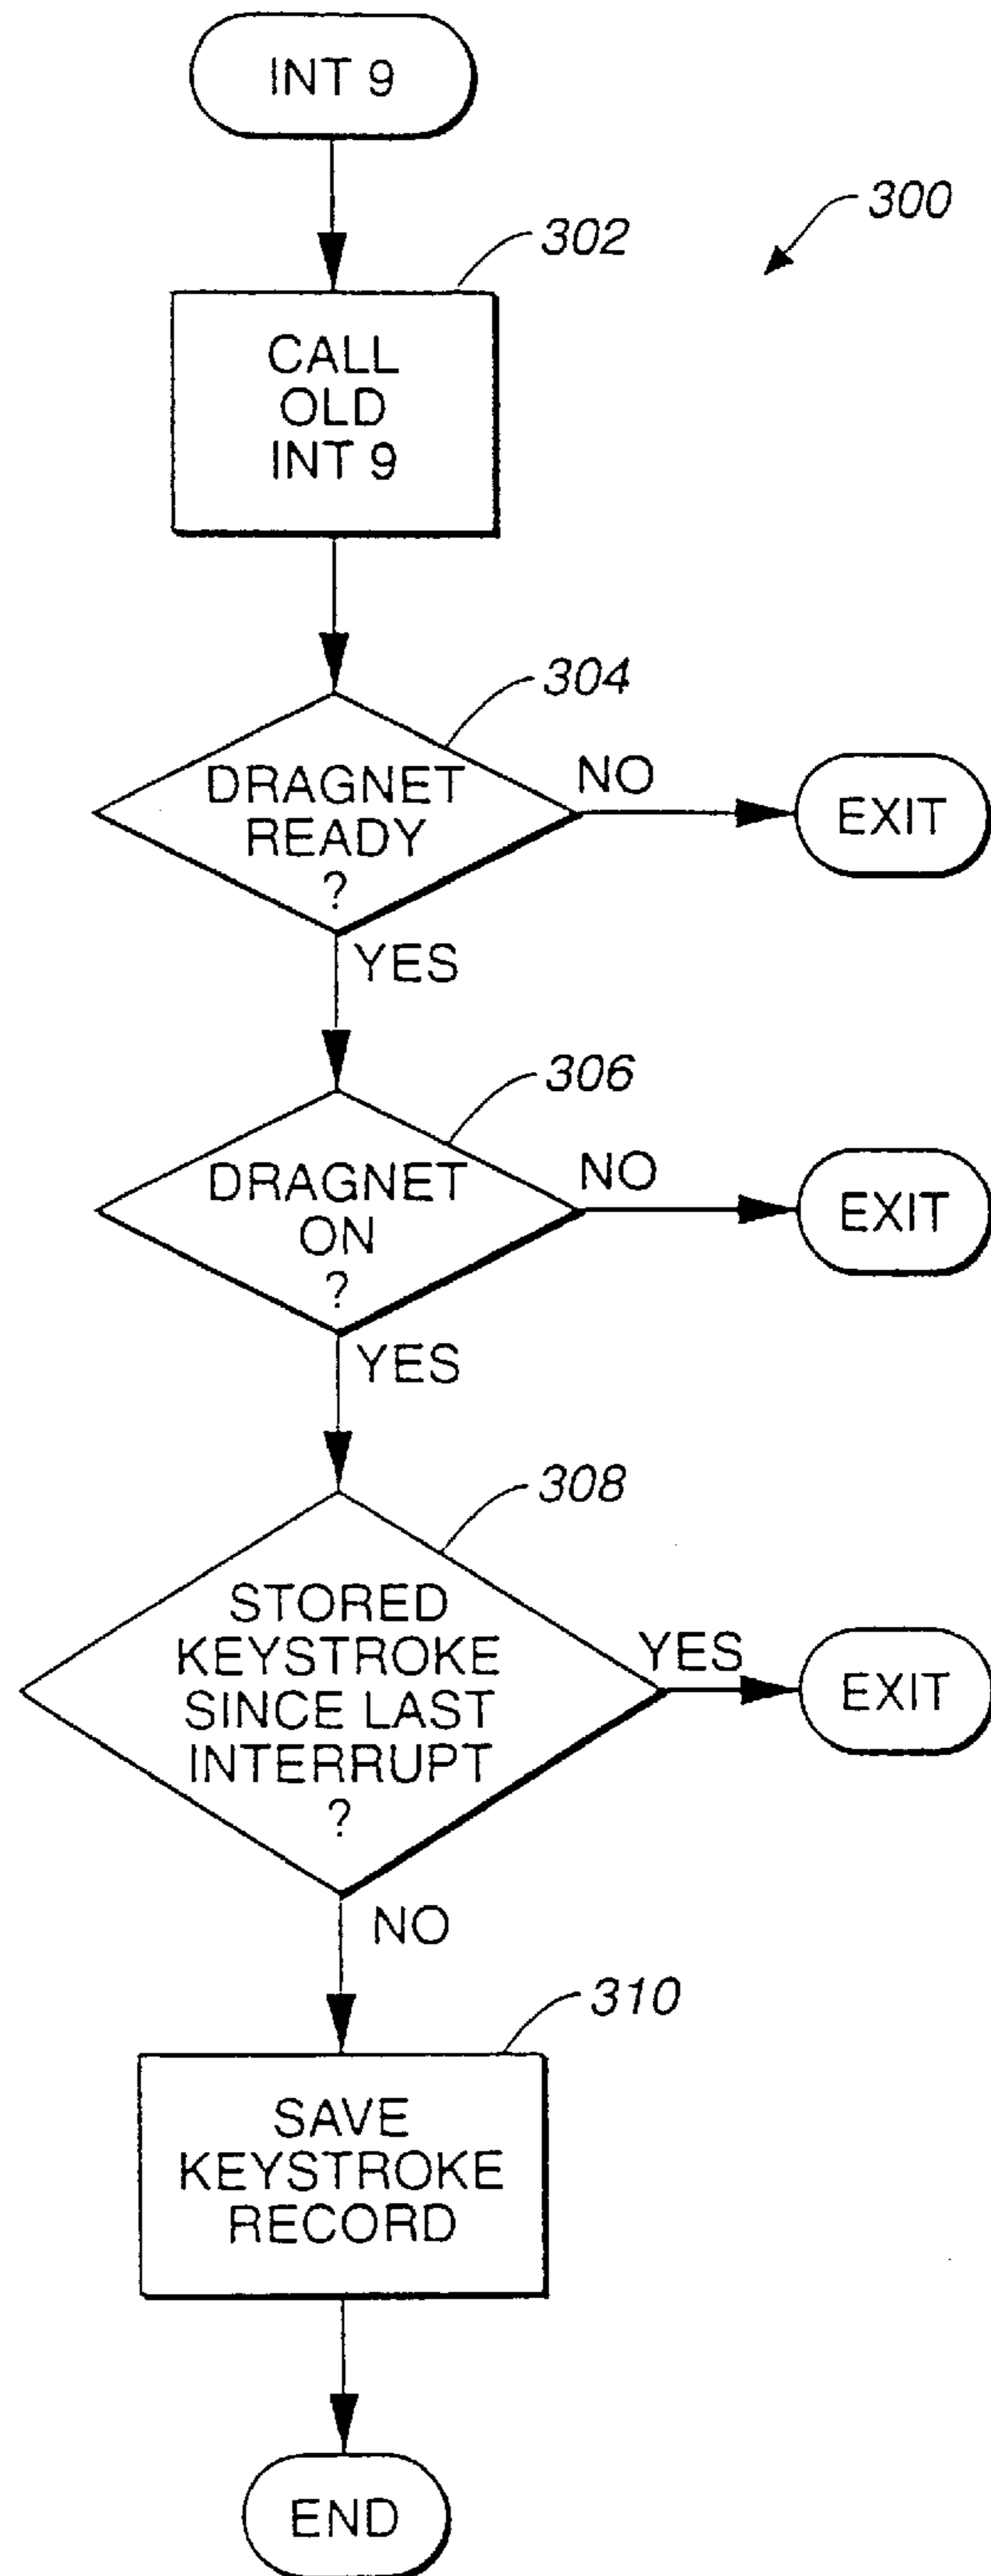 INT 9
300
302
CALL
OLD
INT 9
304
DRAGNET
READY
?
NO
EXIT
YES
306
DRAGNET
ON
?
NO
EXIT
YES
308
STORED
KEYSTROKE
SINCE LAST
INTERRUPT
?
YES
EXIT
NO
310
SAVE
KEYSTROKE
RECORD
END